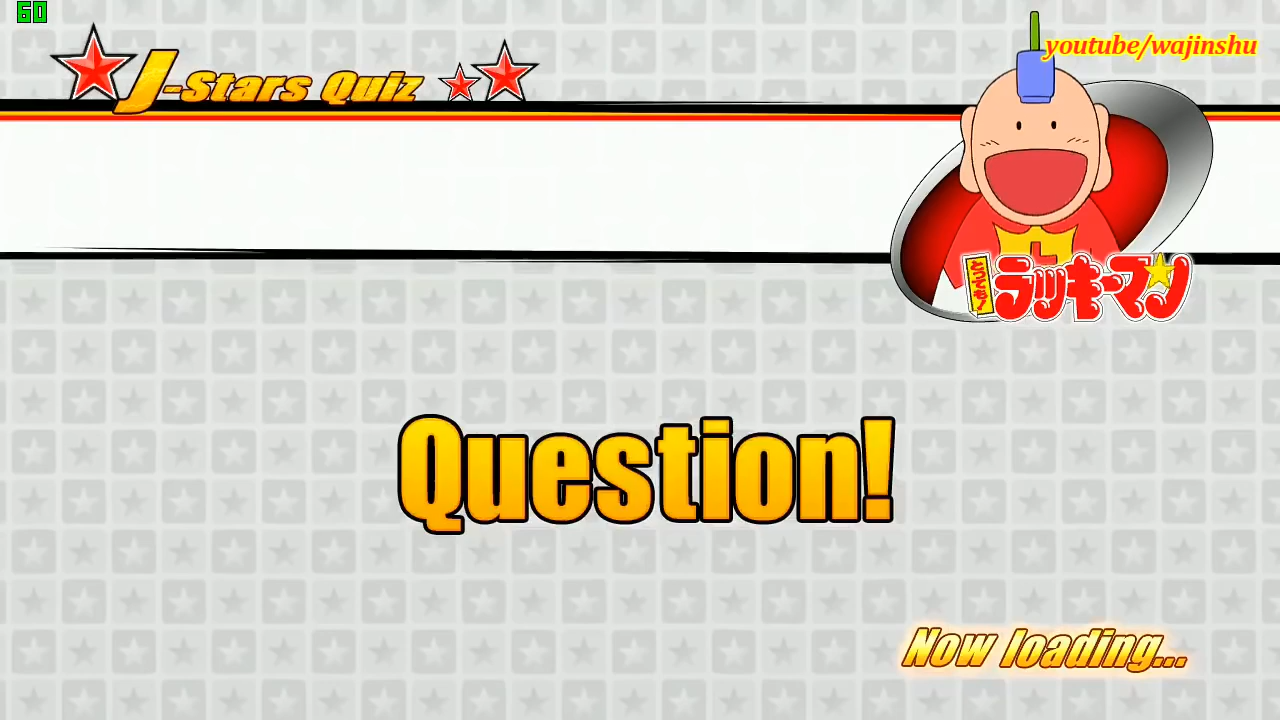 60
youtube/wajinshu
J-Stars Quiz
L
とっても!
ラッキーマン
Question!
Now loading...